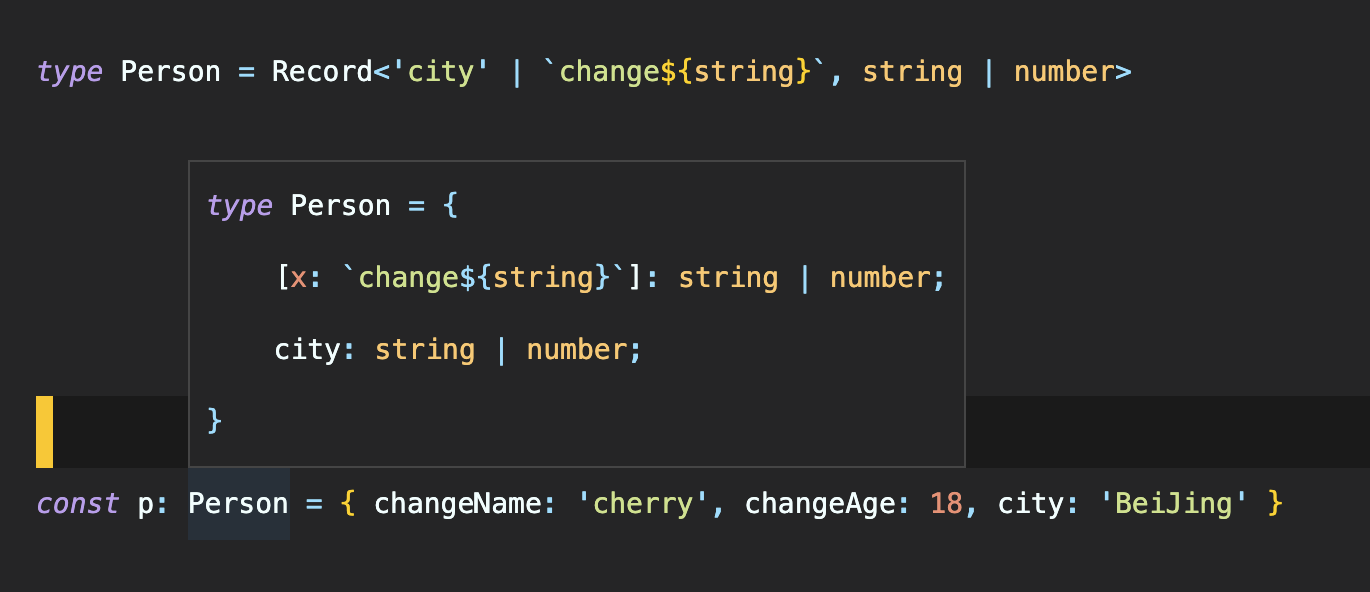 type Person = Record<'city' | `change${string}`, string | number>
type Person = {
[x: `change${string}`]: string | number;
city: string | number;
}
const p: Person = { changeName: 'cherry', changeAge: 18, city: 'BeiJing' }